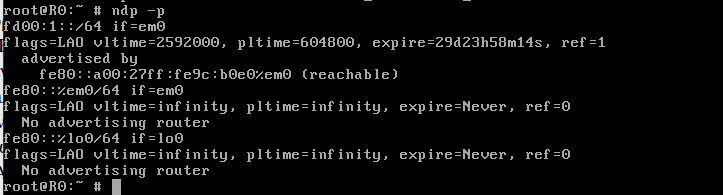 root@R0:~ # ndp -p
fd00:1::/64 if=em0
flags=LAO vltime=2592000, pltime=604800, expire=29d23h58m14s, ref=1
  advertised by
    fe80::a00:27ff:fe9c:b0e0%em0 (reachable)
fe80::%em0/64 if=em0
flags=LAO vltime=infinity, pltime=infinity, expire=Never, ref=0
  No advertising router
fe80::%lo0/64 if=lo0
flags=LAO vltime=infinity, pltime=infinity, expire=Never, ref=0
  No advertising router
root@R0:~ #